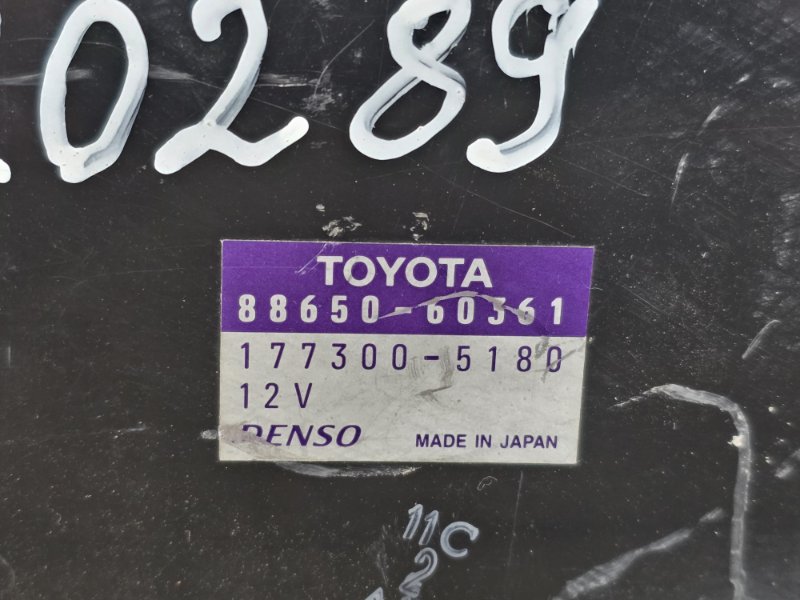 0289
TOYOTA
88650-60361
177300-5180
12V
DENSO
MADE IN JAPAN
11C
2